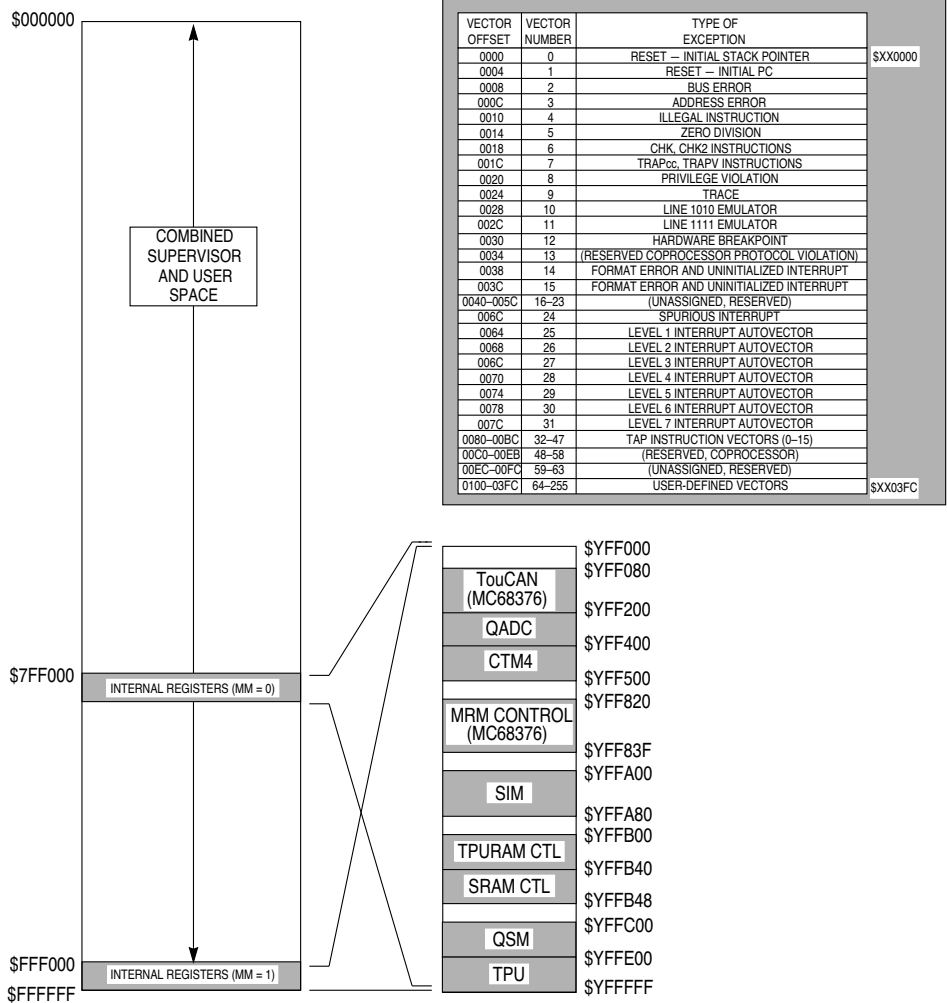 $000000
COMBINED
SUPERVISOR
AND USER
SPACE
$7FF000
INTERNAL REGISTERS (MM = 0)
$FFF000
INTERNAL REGISTERS (MM = 1)
$FFFFFF
VECTOR OFFSET VECTOR NUMBER TYPE OF EXCEPTION
0000 0 RESET — INITIAL STACK POINTER $XX0000
0004 1 RESET — INITIAL PC
0008 2 BUS ERROR
000C 3 ADDRESS ERROR
0010 4 ILLEGAL INSTRUCTION
0014 5 ZERO DIVISION
0018 6 CHK, CHK2 INSTRUCTIONS
001C 7 TRAPcc, TRAPV INSTRUCTIONS
0020 8 PRIVILEGE VIOLATION
0024 9 TRACE
0028 10 LINE 1010 EMULATOR
002C 11 LINE 1111 EMULATOR
0030 12 HARDWARE BREAKPOINT
0034 13 (RESERVED COPROCESSOR PROTOCOL VIOLATION)
0038 14 FORMAT ERROR AND UNINITIALIZED INTERRUPT
003C 15 FORMAT ERROR AND UNINITIALIZED INTERRUPT
0040–005C 16–23 (UNASSIGNED, RESERVED)
006C 24 SPURIOUS INTERRUPT
0064 25 LEVEL 1 INTERRUPT AUTOVECTOR
0068 26 LEVEL 2 INTERRUPT AUTOVECTOR
006C 27 LEVEL 3 INTERRUPT AUTOVECTOR
0070 28 LEVEL 4 INTERRUPT AUTOVECTOR
0074 29 LEVEL 5 INTERRUPT AUTOVECTOR
0078 30 LEVEL 6 INTERRUPT AUTOVECTOR
007C 31 LEVEL 7 INTERRUPT AUTOVECTOR
0080–00BC 32–47 TAP INSTRUCTION VECTORS (0–15)
00C0–00EB 48–58 (RESERVED, COPROCESSOR)
00EC–00FC 59–63 (UNASSIGNED, RESERVED)
0100–03FC 64–255 USER-DEFINED VECTORS $XX03FC
$YFF000
$YFF080
TouCAN
(MC68376)
$YFF200
QADC
$YFF400
CTM4
$YFF500
$YFF820
MRM CONTROL
(MC68376)
$YFF83F
$YFFA00
SIM
$YFFA80
$YFFB00
TPURAM CTL
$YFFB40
SRAM CTL
$YFFB48
$YFFC00
QSM
$YFFE00
TPU
$YFFFFF